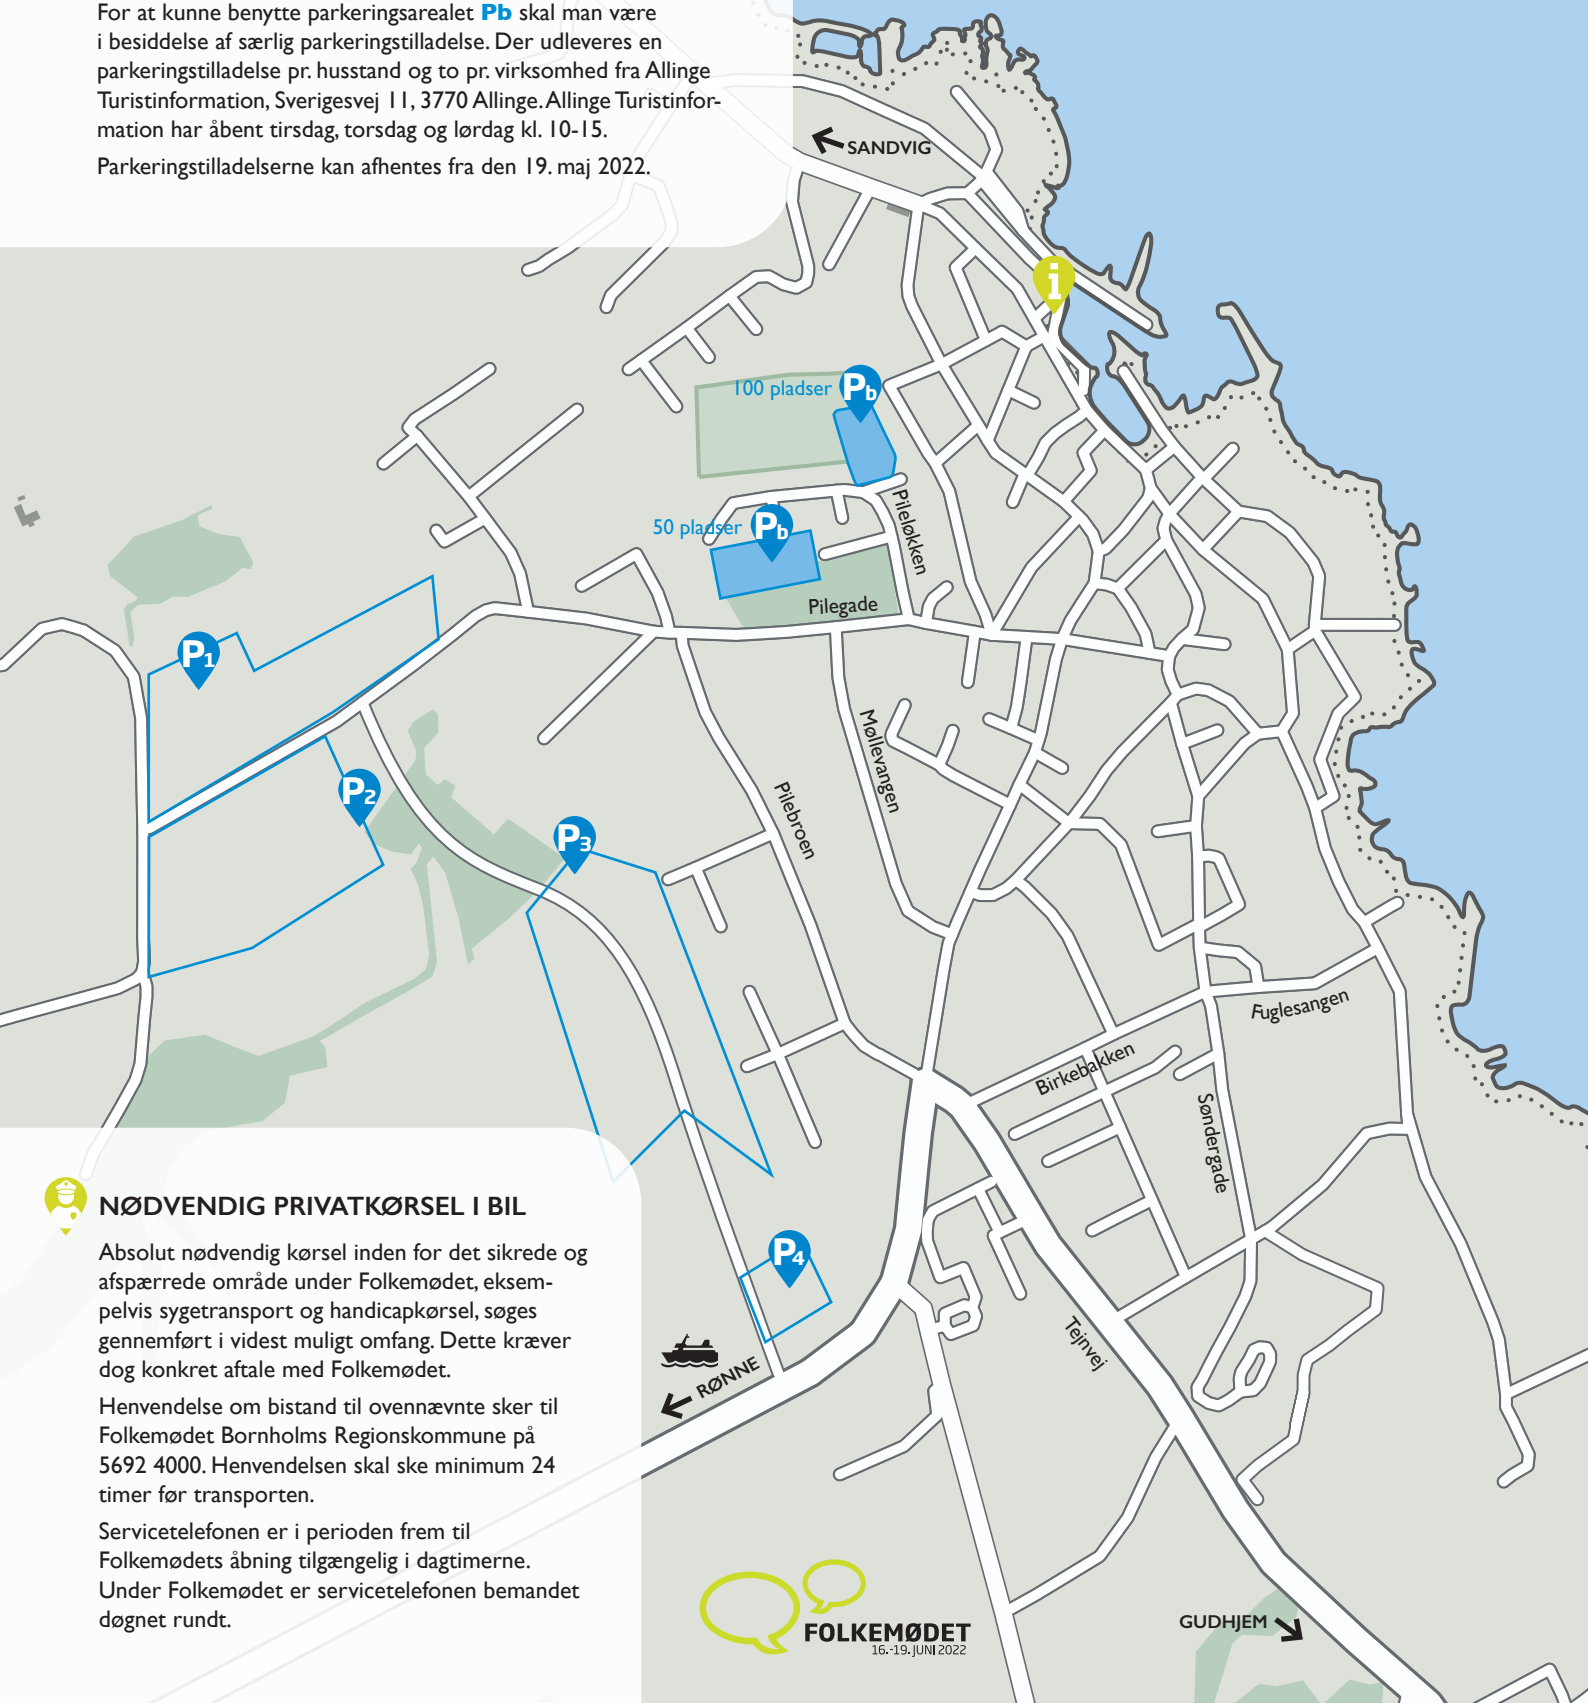 For at kunne benytte parkeringsarealet Pb skal man være
i besiddelse af særlig parkeringstilladelse. Der udleveres en
parkeringstilladelse pr. husstand og to pr. virksomhed fra Allinge
Turistinformation, Sverigesvej 11, 3770 Allinge. Allinge Turistinfor-
mation har åbent tirsdag, torsdag og lørdag kl. 10-15.
Parkeringstilladelserne kan afhentes fra den 19. maj 2022.
SANDVIG
i
100 pladser
Pb
50 pladser
Pb
Pileløkken
Pilegade
P1
P2
P3
Møllevangen
Pilebroen
Fuglesangen
Birkebakken
Søndergade
P4
Tejnvej
RØNNE
NØDVENDIG PRIVATKØRSEL I BIL
Absolut nødvendig kørsel inden for det sikrede og
afspærrede område under Folkemødet, eksem-
pelvis sygetransport og handicapkørsel, søges
gennemført i videst muligt omfang. Dette kræver
dog konkret aftale med Folkemødet.
Henvendelse om bistand til ovennævnte sker til
Folkemødet Bornholms Regionskommune på
5692 4000. Henvendelsen skal ske minimum 24
timer før transporten.
Servicetelefonen er i perioden frem til
Folkemødets åbning tilgængelig i dagtimerne.
Under Folkemødet er servicetelefonen bemandet
døgnet rundt.
FOLKEMØDET
16.-19. JUNI 2022
GUDHJEM